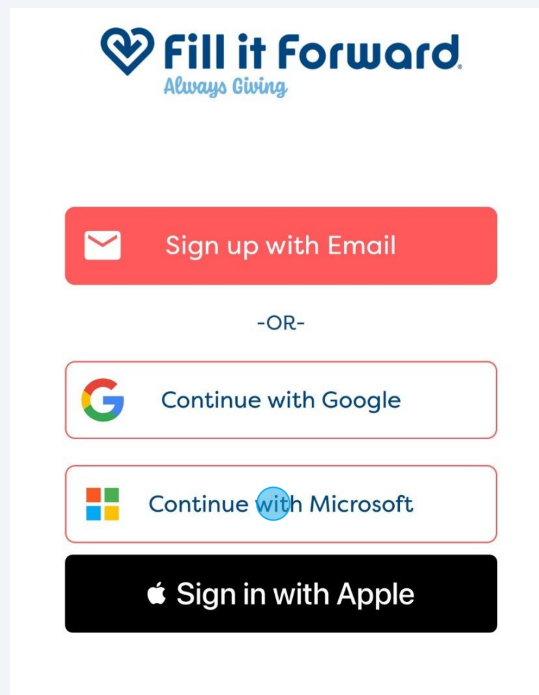 Fill it Forward.
Always Giving
Sign up with Email
-OR-
Continue with Google
Continue with Microsoft
Sign in with Apple